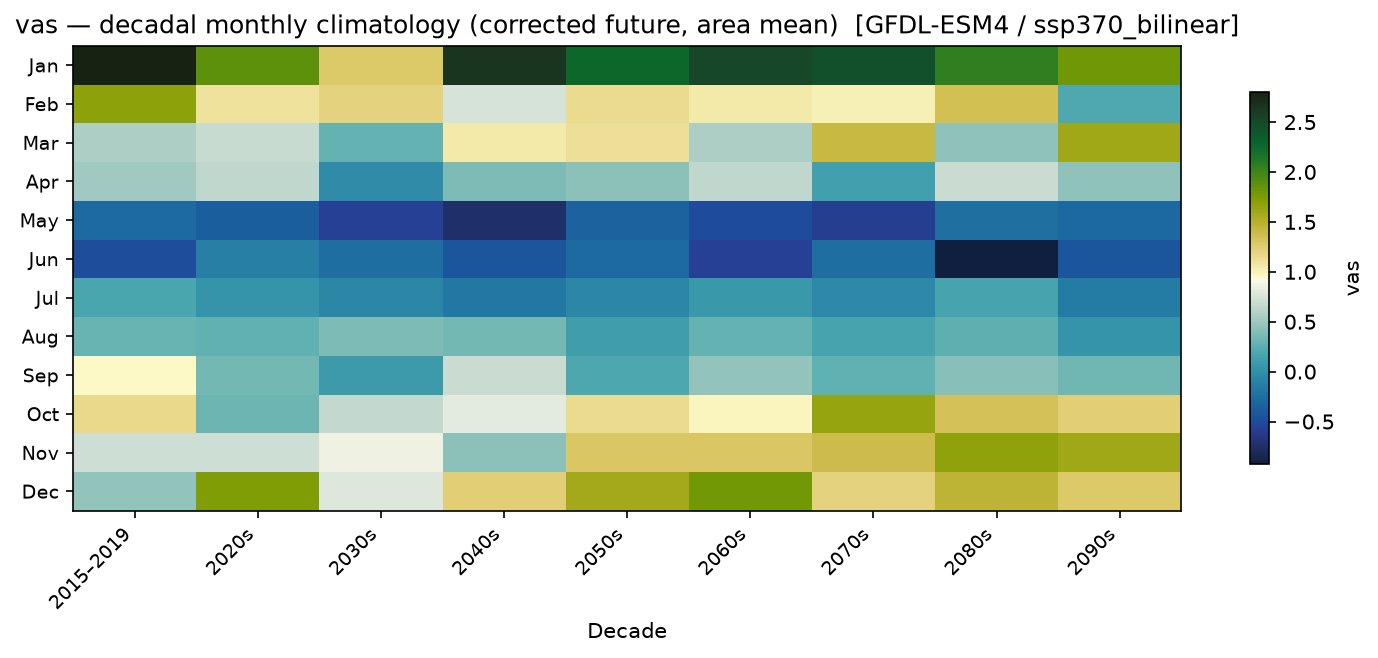 vas — decadal monthly climatology (corrected future, area mean)  [GFDL-ESM4 / ssp370_bilinear]
Jan
Feb
Mar
Apr
May
Jun
Jul
Aug
Sep
Oct
Nov
Dec
2015–2019
2020s
2030s
2040s
2050s
2060s
2070s
2080s
2090s
Decade
2.5
2.0
1.5
1.0
0.5
0.0
−0.5
vas